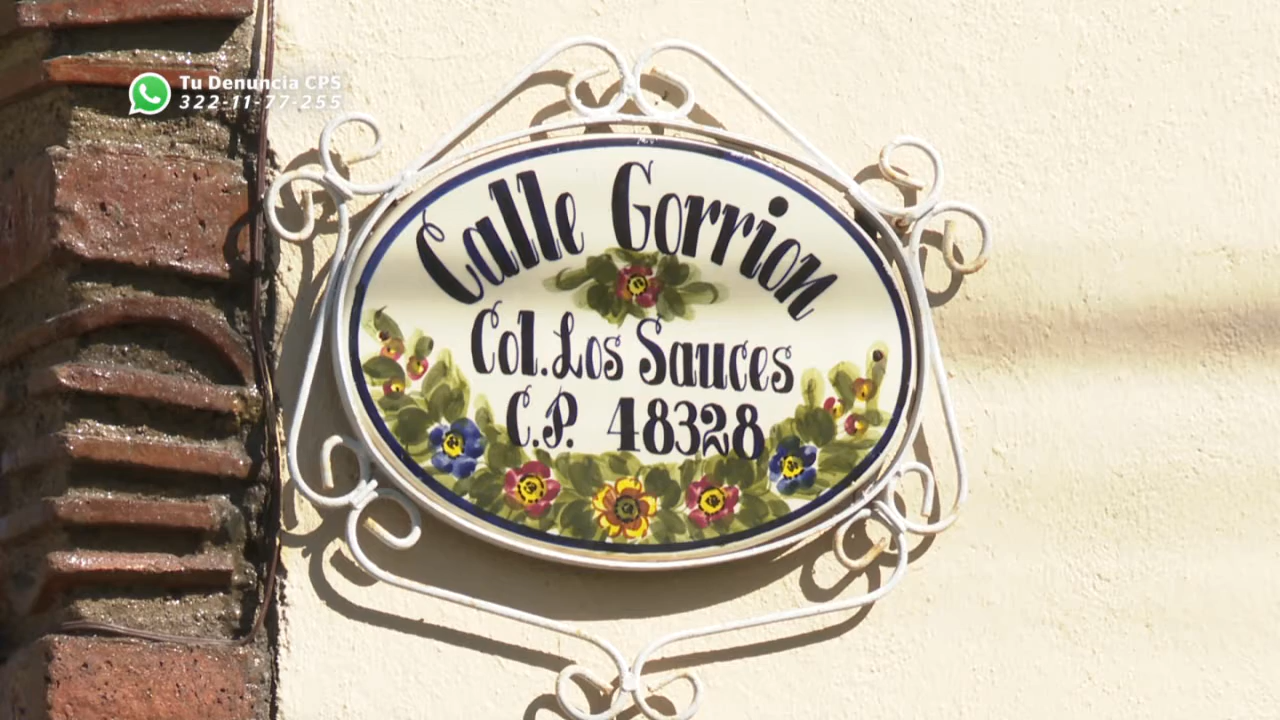 Tu Denuncia CPS
322-11-77-255
Calle Gorrion
Col. Los Sauces
C.P. 48328